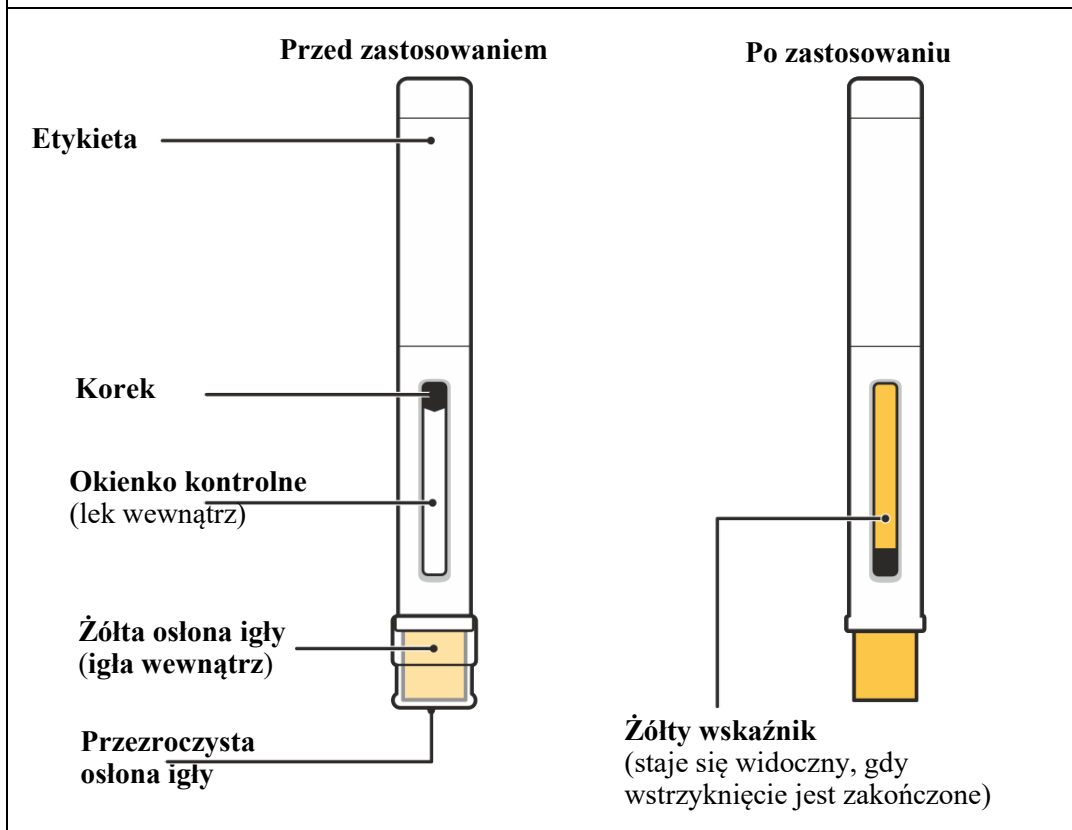 Przed zastosowaniem
Po zastosowaniu
Etykieta
Korek
Okienko kontrolne
(lek wewnątrz)
Żółta osłona igły
(igła wewnątrz)
Przezroczysta
osłona igły
Żółty wskaźnik
(staje się widoczny, gdy
wstrzyknięcie jest zakończone)